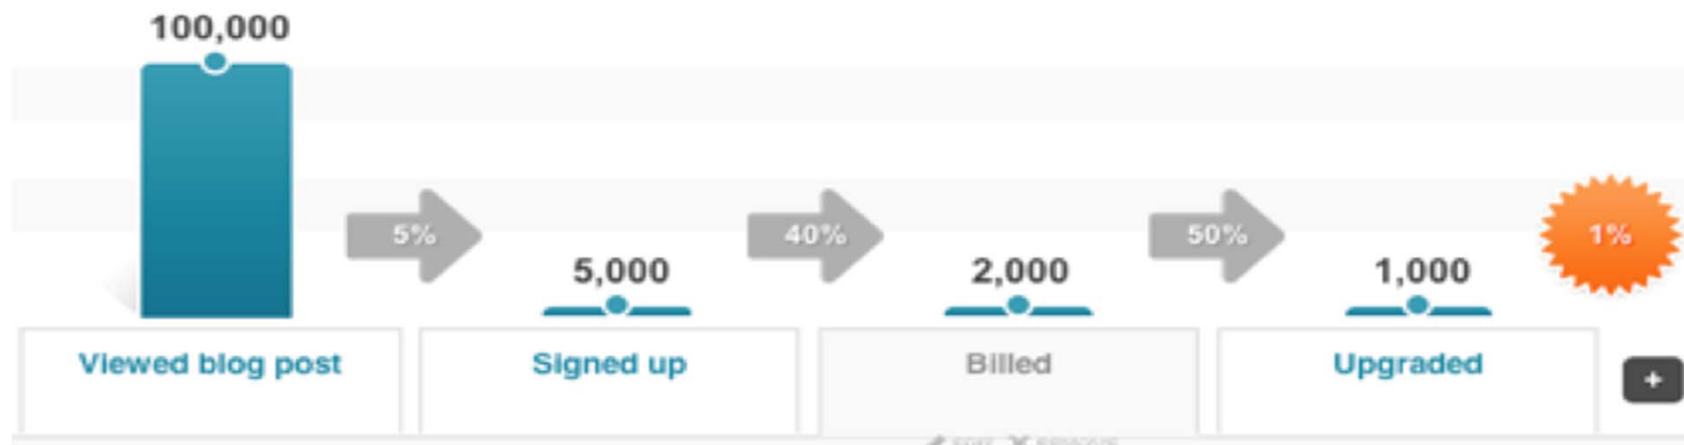 100,000
5%
5,000
40%
2,000
50%
1,000
1%
Viewed blog post
Signed up
Billed
Upgraded
+